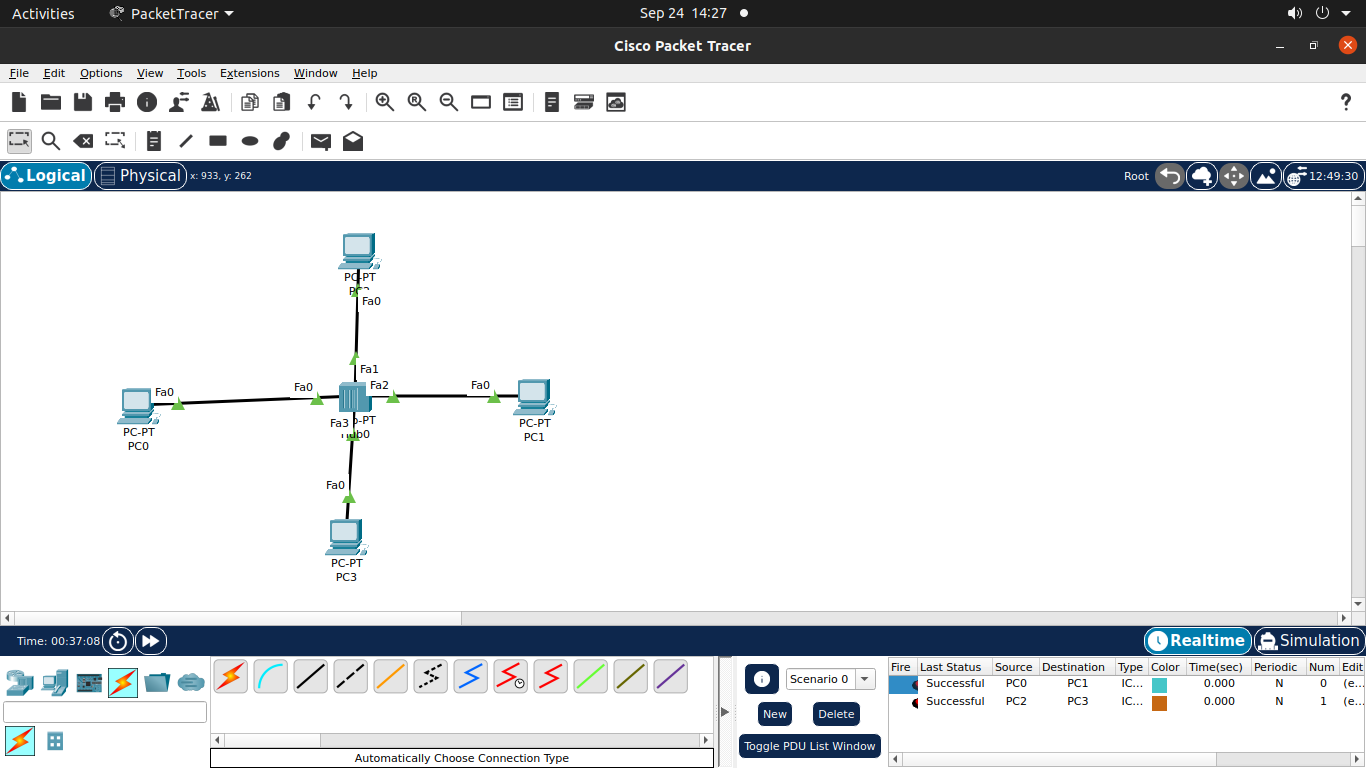 Activities PacketTracer Sep 24 14:27
Cisco Packet Tracer
File Edit Options View Tools Extensions Window Help
Logical Physical x: 933, y: 262 Root 12:49:30
PC-PT
Fa0
Fa1
Fa0 Fa0 Fa2 Fa0
PC-PT
PC0
Fa3
PC-PT
PC1
Fa0
PC-PT
PC3
Time: 00:37:08 Realtime Simulation
Scenario 0
New Delete
Toggle PDU List Window
Automatically Choose Connection Type
Fire Last Status Source Destination Type Color Time(sec) Periodic Num Edit
Successful PC0 PC1 IC... 0.000 N 0 (e...
Successful PC2 PC3 IC... 0.000 N 1 (e...